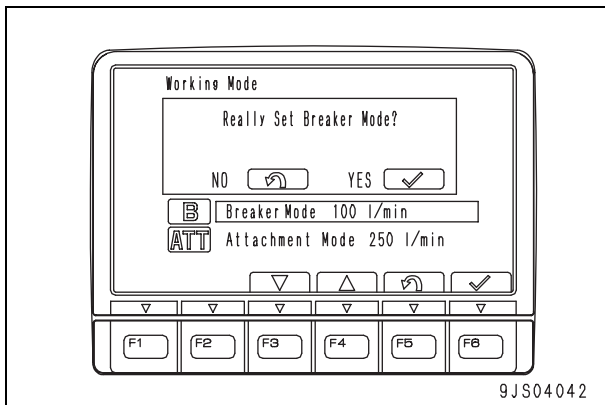 Working Mode
Really Set Breaker Mode?
NO YES
B Breaker Mode 100 l/min
ATT Attachment Mode 250 l/min
F1 F2 F3 F4 F5 F6
9JS04042